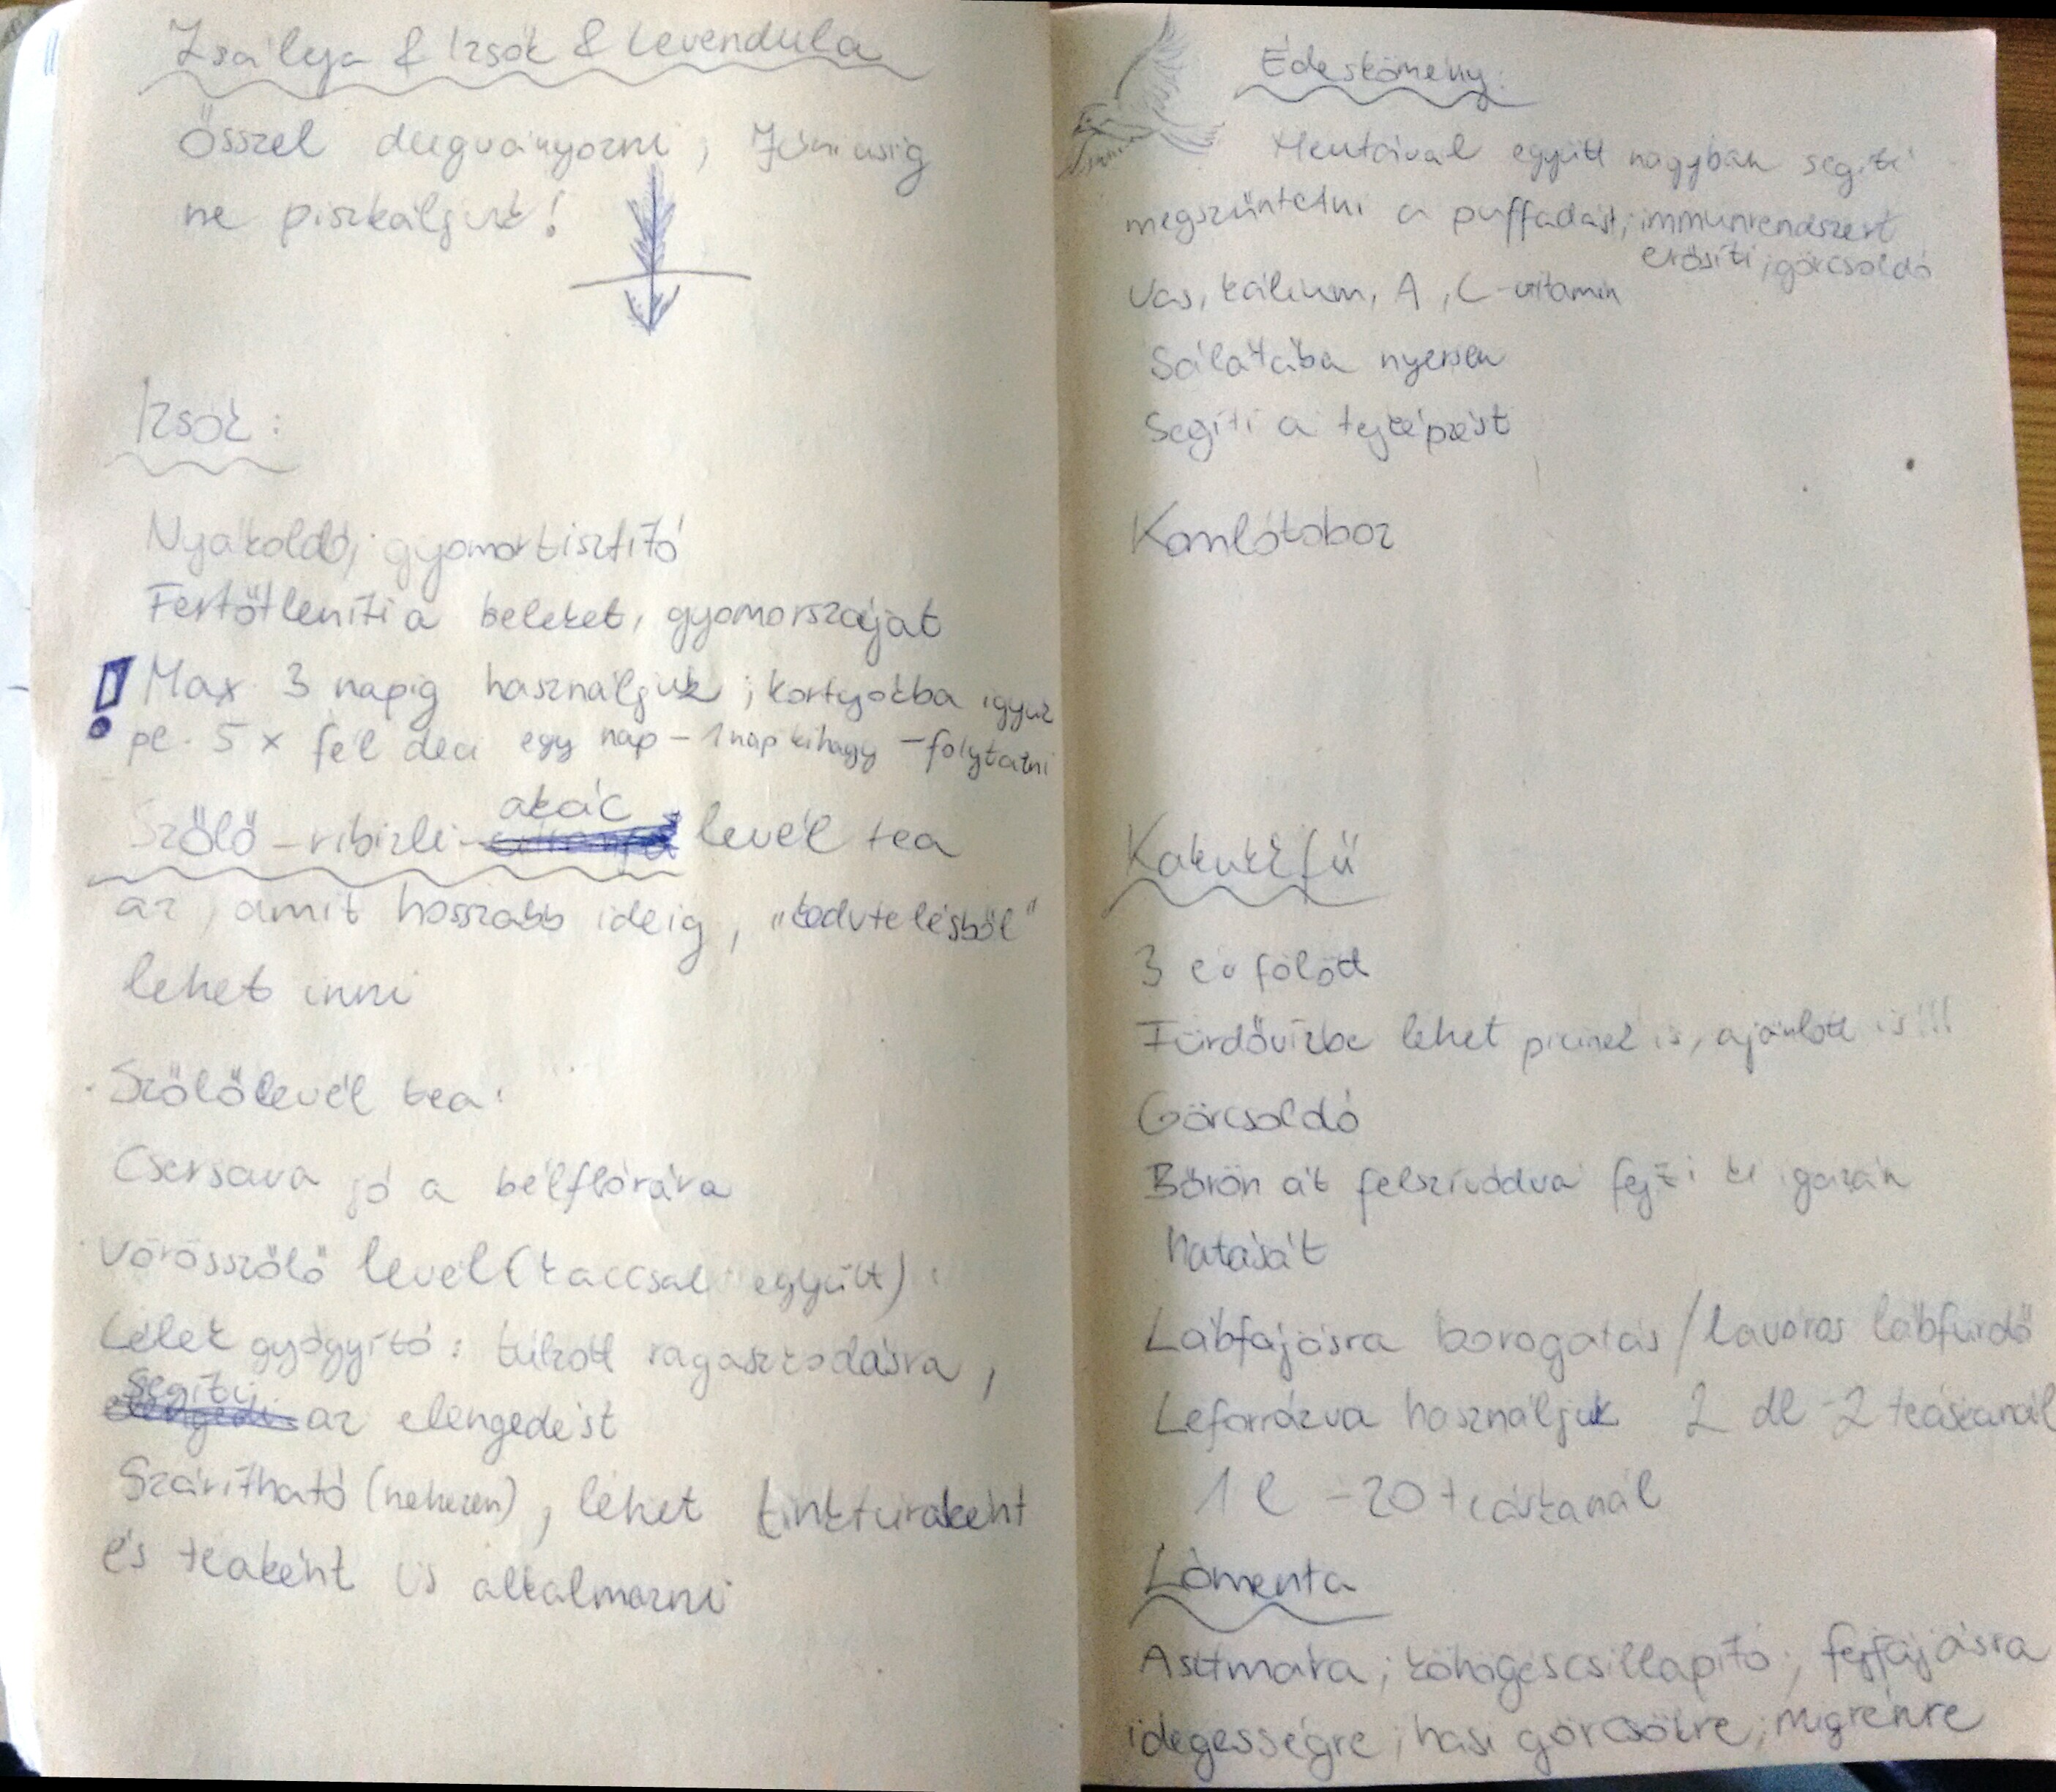 Zsálya & Izsóp & Levendula
Ősszel dugványozni, Júniusig
ne piszkáljuk!
Izsóp:
Nyákoldó, gyomortisztító
Fertőtleníti a beleket, gyomorszájat
! Max 3 napig használjuk; kortyokba igyuk
pl. 5 x fél deci egy nap - 1 nap kihagy - folytatni
akác
Szőlő - ribizli - levél tea
az, amit hosszabb ideig, "kedvtelésből"
lehet inni
Szőlőlevél tea:
Csersava jó a bélflórára
Vörösszőlő levél (kaccsal együtt):
Lélek gyógyító: túlzott ragaszkodásra,
segíti
az elengedést
Szárítható (nehezen), lehet tinktúraként
és teaként is alkalmazni
Édeskömény:
Mentával együtt nagyban segíti
megszüntetni a puffadást; immunrendszert
erősíti; görcsoldó
Vas, kálium, A, C-vitamin
Salátába nyersen
Segíti a tejképzést
Komlótoboz
Kakukkfű
3 év fölött
Fürdővízbe lehet picinek is, ajánlott is!!!
Görcsoldó
Bőrön át felszívódva fejti ki igazán
hatását
Lábfájásra borogatás / lavóros lábfürdő
Leforrázva használjuk 2 dl - 2 teáskanál
1 l - 20 teáskanál
Lómenta
Asztmára; köhögéscsillapító; fejfájásra
idegességre; hasi görcsökre; migrénre